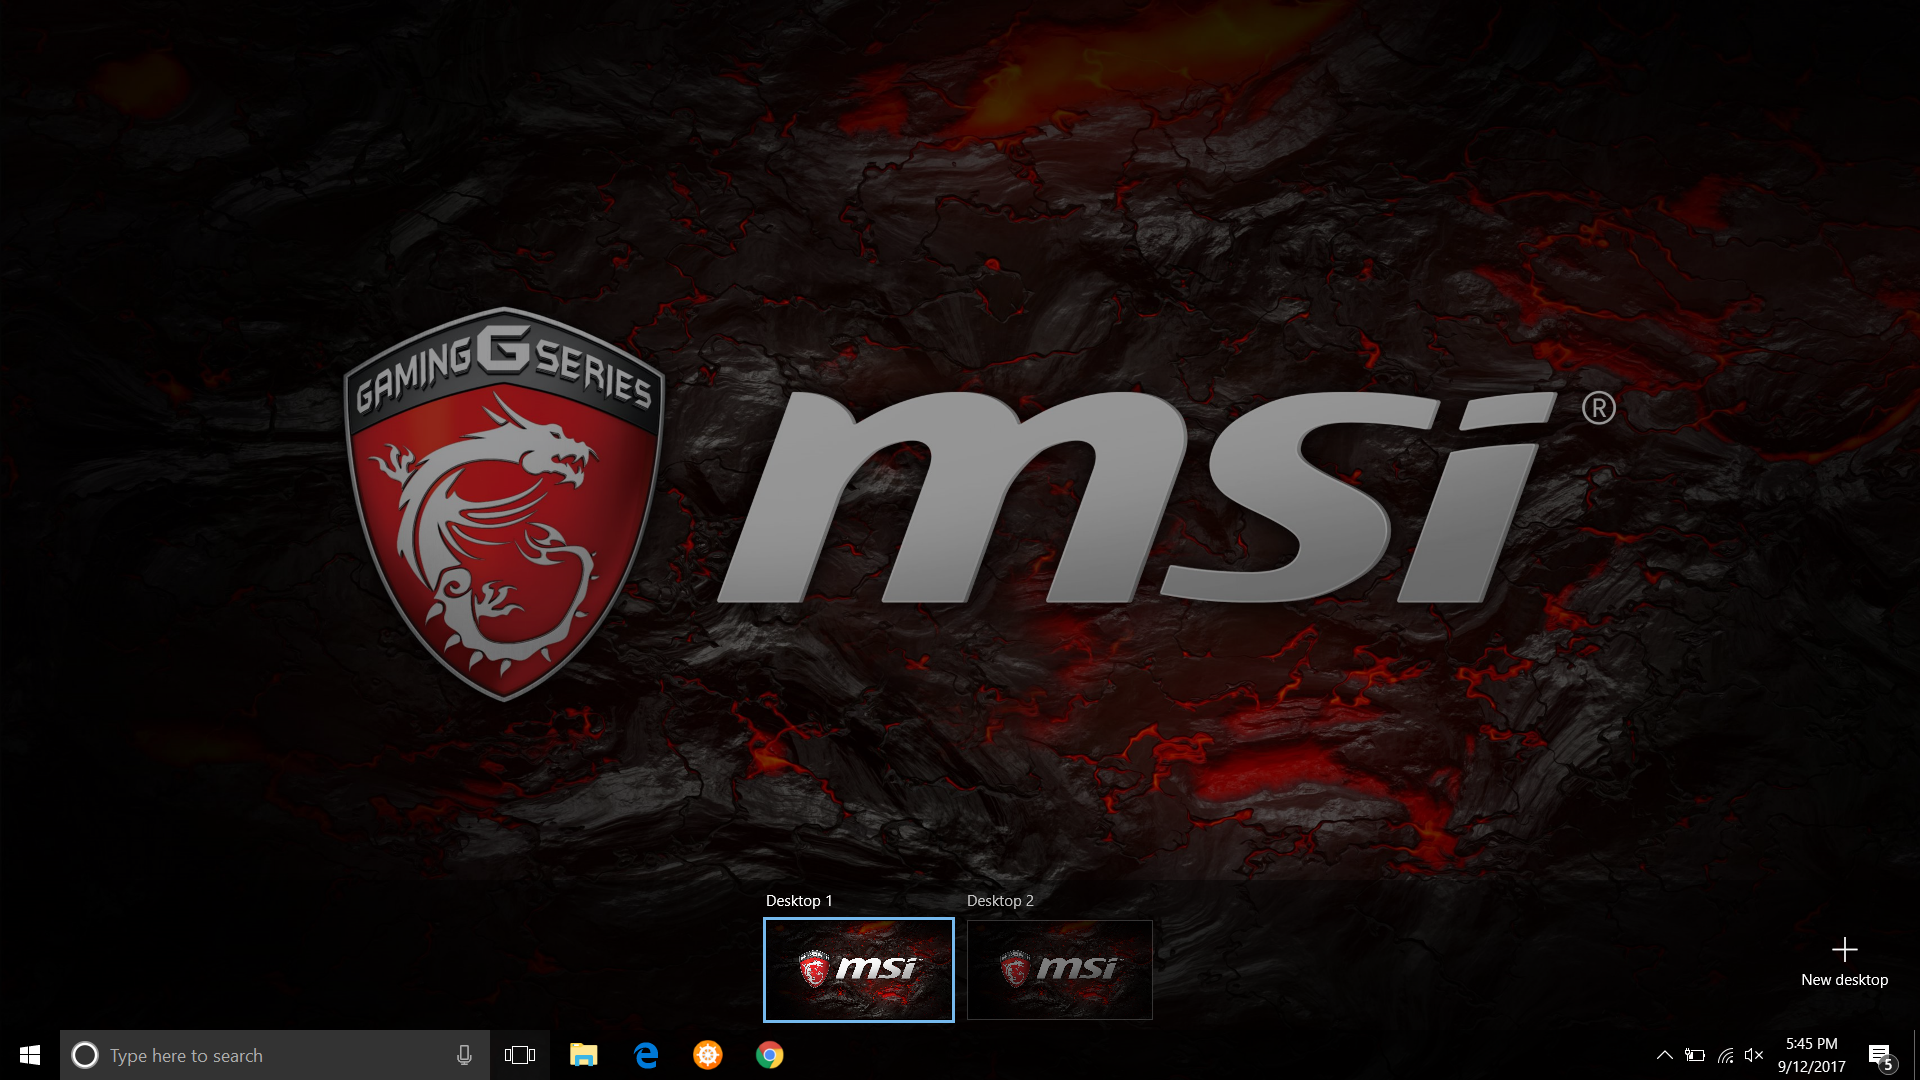 GAMING G SERIES
msi ®
Desktop 1
Desktop 2
msi
msi
New desktop
Type here to search
5:45 PM
9/12/2017
5